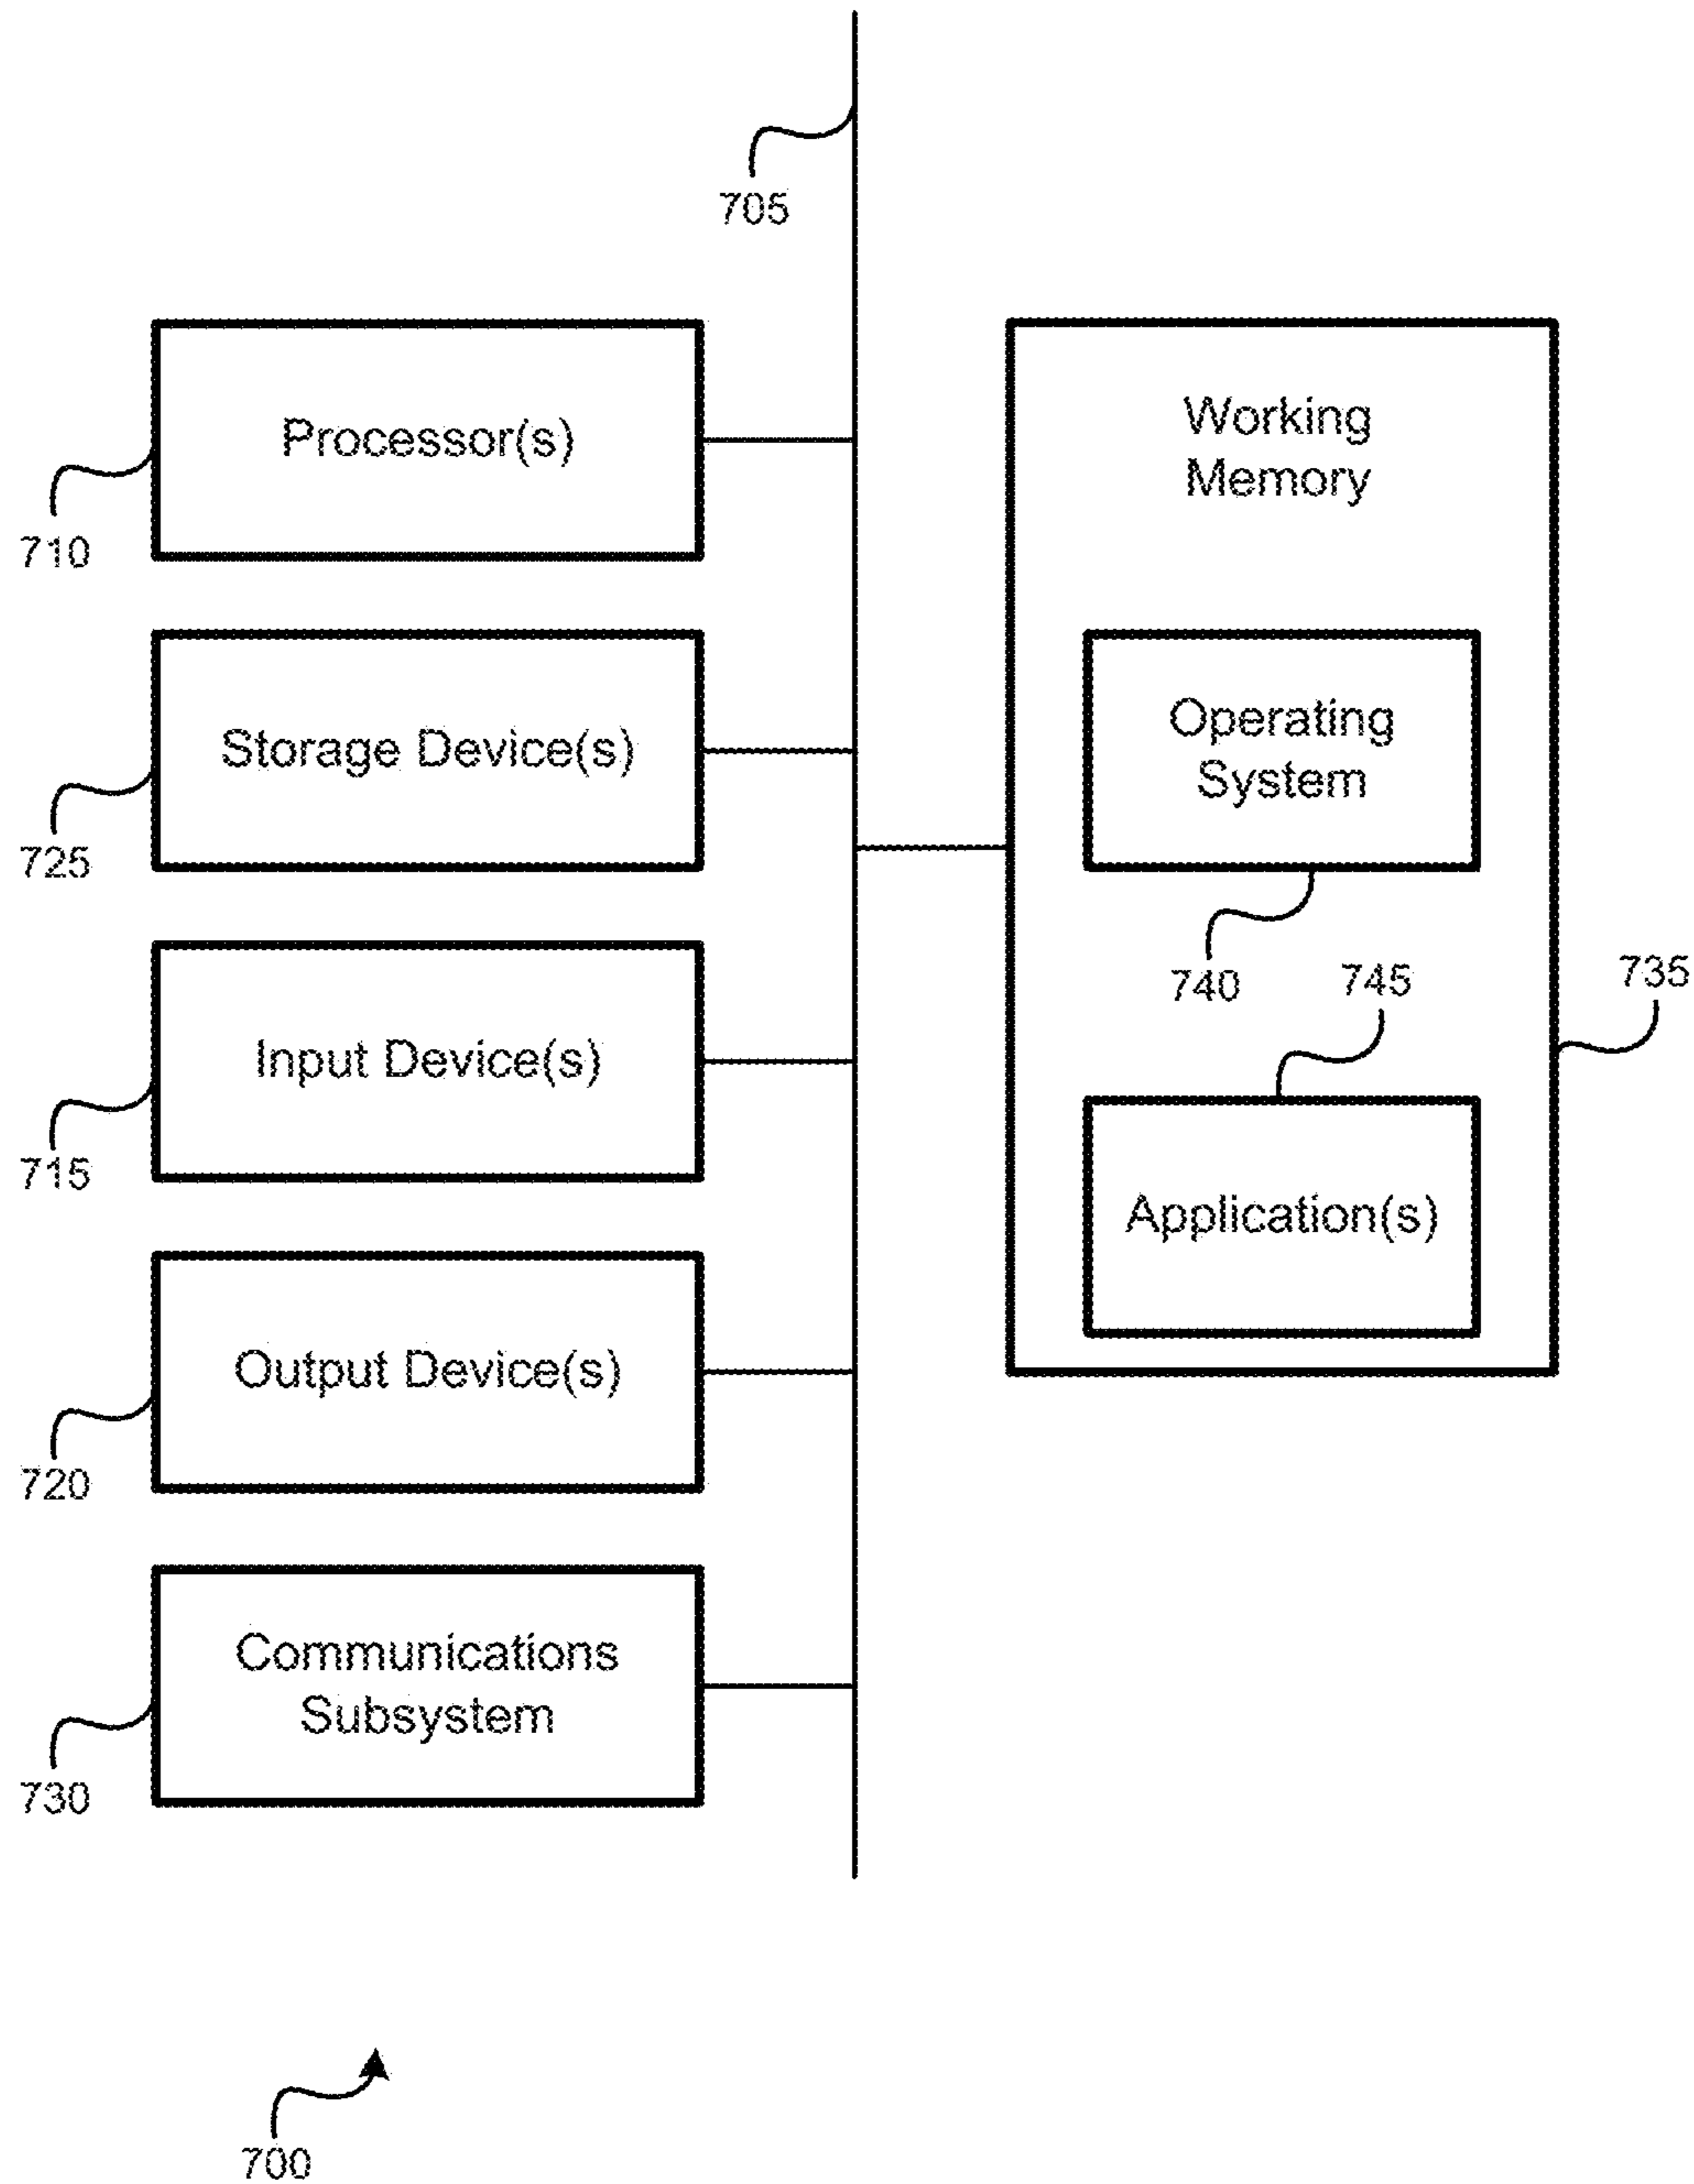 705
Processor(s)
710
Storage Device(s)
725
Input Device(s)
715
Output Device(s)
720
Communications
Subsystem
730
Working
Memory
Operating
System
740
745
735
Application(s)
700